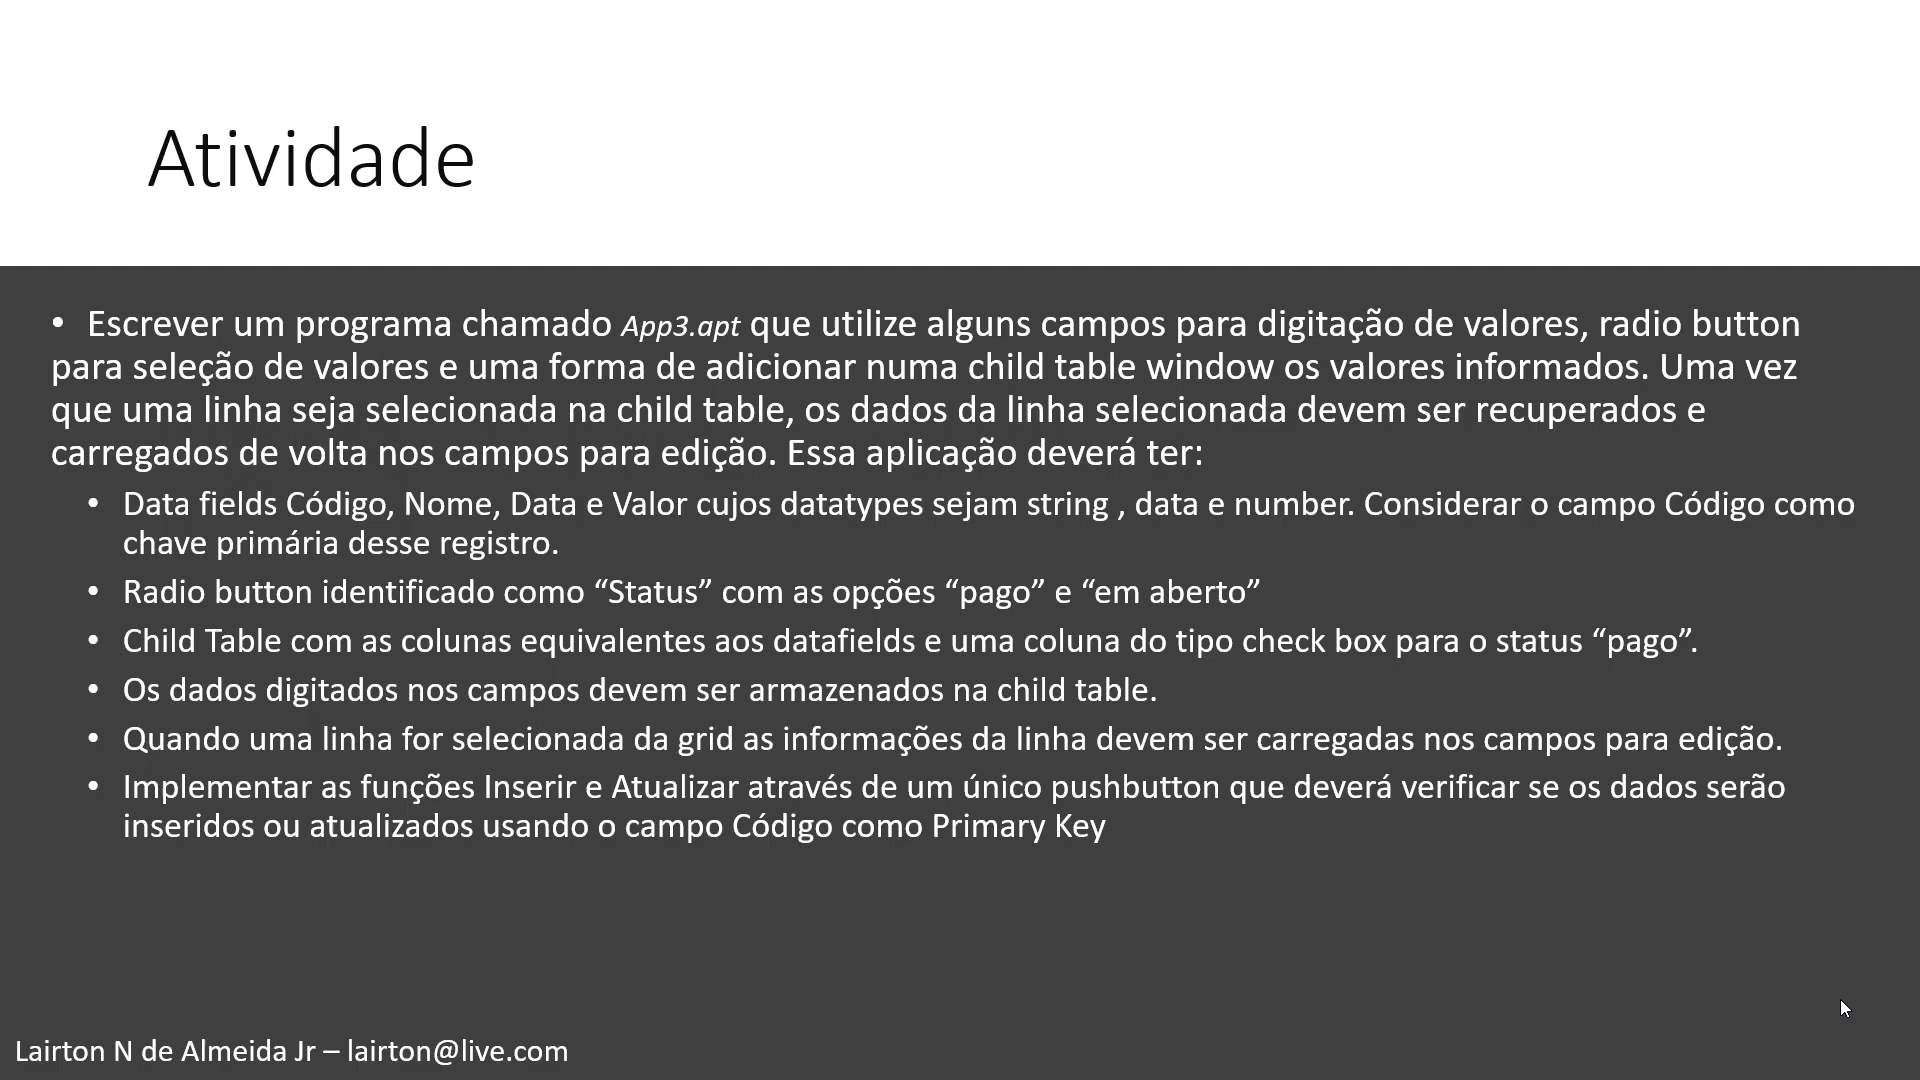 Atividade
• Escrever um programa chamado App3.apt que utilize alguns campos para digitação de valores, radio button
para seleção de valores e uma forma de adicionar numa child table window os valores informados. Uma vez
que uma linha seja selecionada na child table, os dados da linha selecionada devem ser recuperados e
carregados de volta nos campos para edição. Essa aplicação deverá ter:
• Data fields Código, Nome, Data e Valor cujos datatypes sejam string , data e number. Considerar o campo Código como
chave primária desse registro.
• Radio button identificado como “Status” com as opções “pago” e “em aberto”
• Child Table com as colunas equivalentes aos datafields e uma coluna do tipo check box para o status “pago”.
• Os dados digitados nos campos devem ser armazenados na child table.
• Quando uma linha for selecionada da grid as informações da linha devem ser carregadas nos campos para edição.
• Implementar as funções Inserir e Atualizar através de um único pushbutton que deverá verificar se os dados serão
inseridos ou atualizados usando o campo Código como Primary Key
Lairton N de Almeida Jr – lairton@live.com